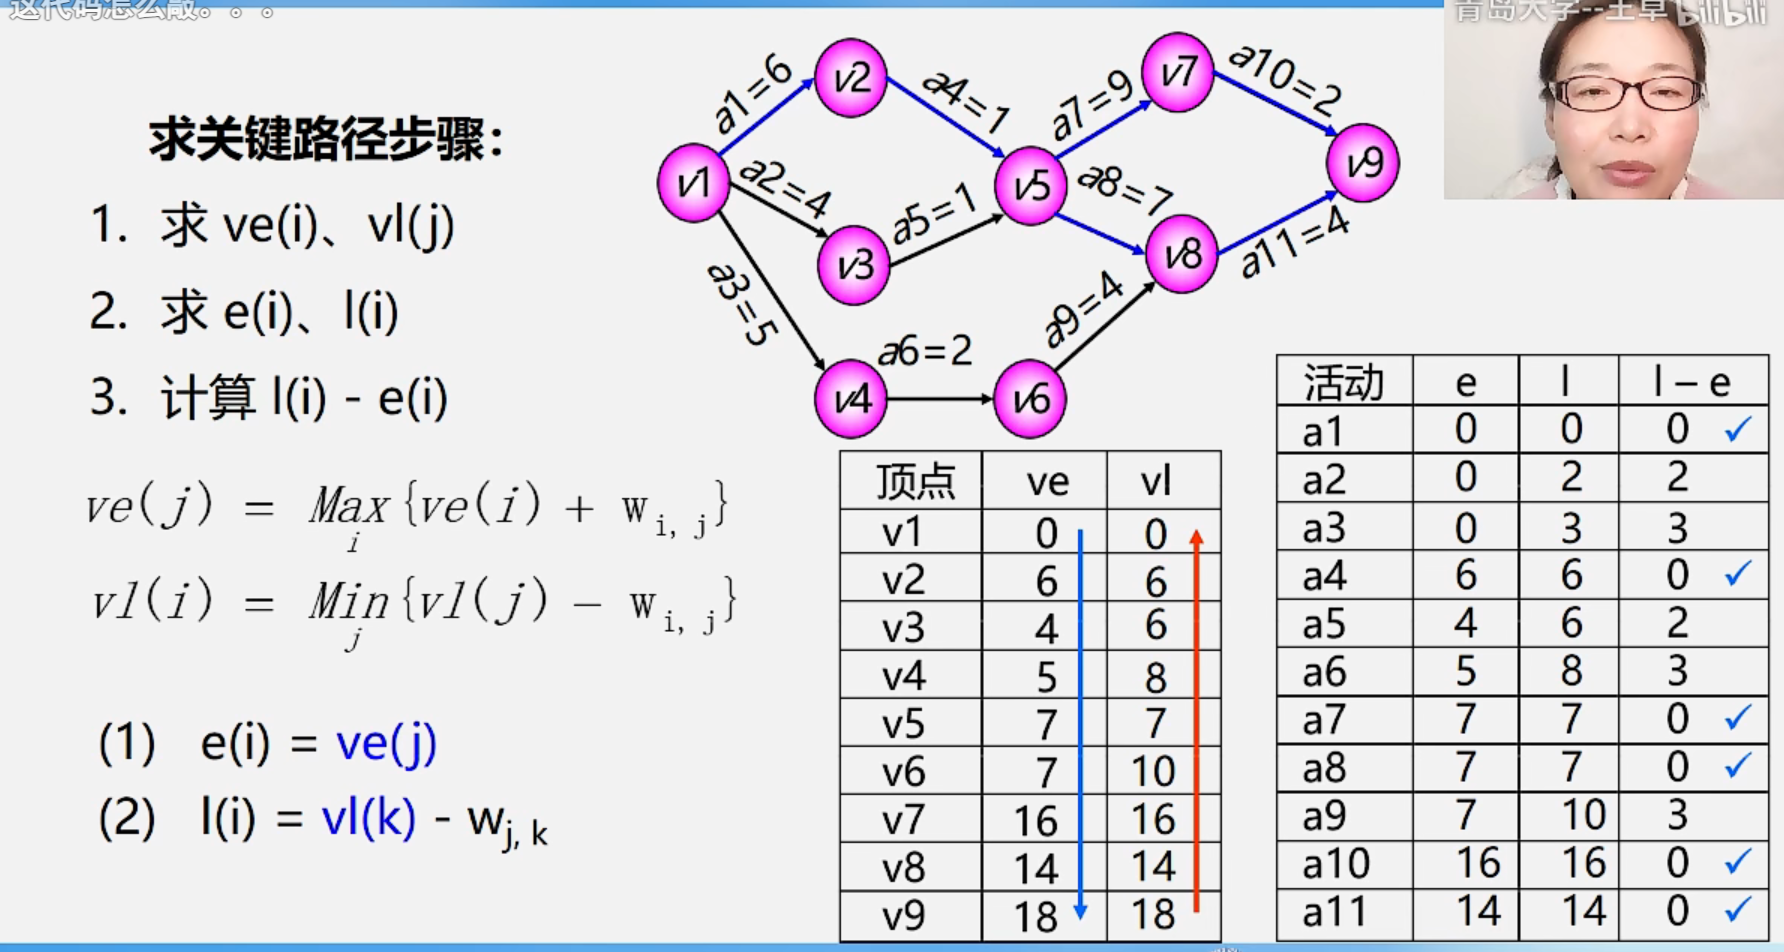 这代码怎么敲。。。
青岛大学--王卓 bilibili
求关键路径步骤：
1. 求 ve(i)、vl(j)
2. 求 e(i)、l(i)
3. 计算 l(i) - e(i)
ve(j) = Max{ve(i) + w i, j}
i
vl(i) = Min{vl(j) − w i, j}
j
(1) e(i) = ve(j)
(2) l(i) = vl(k) - wj, k
v1
v2
v3
v4
v5
v6
v7
v8
v9
a1=6
a2=4
a3=5
a4=1
a5=1
a6=2
a7=9
a8=7
a9=4
a10=2
a11=4
顶点 ve vl
v1 0 0
v2 6 6
v3 4 6
v4 5 8
v5 7 7
v6 7 10
v7 16 16
v8 14 14
v9 18 18
活动 e l l – e
a1 0 0 0 ✓
a2 0 2 2
a3 0 3 3
a4 6 6 0 ✓
a5 4 6 2
a6 5 8 3
a7 7 7 0 ✓
a8 7 7 0 ✓
a9 7 10 3
a10 16 16 0 ✓
a11 14 14 0 ✓